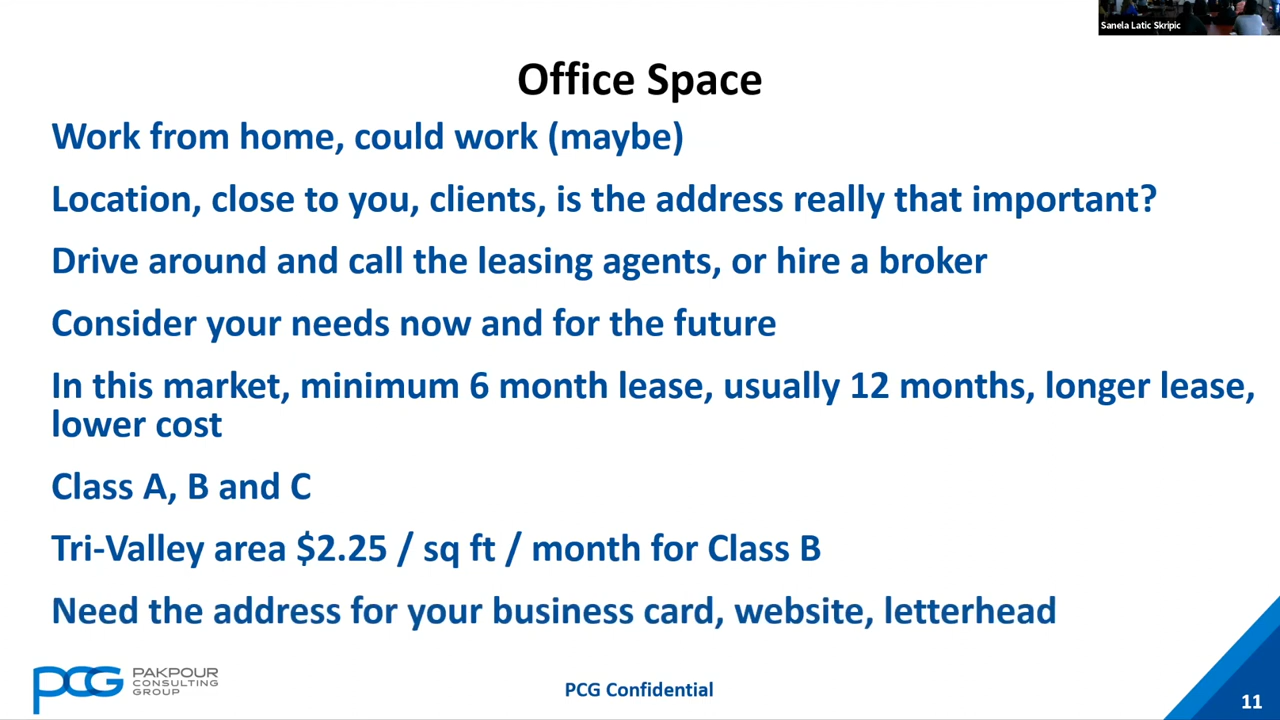 Sanela Latic Skripic
Office Space
Work from home, could work (maybe)
Location, close to you, clients, is the address really that important?
Drive around and call the leasing agents, or hire a broker
Consider your needs now and for the future
In this market, minimum 6 month lease, usually 12 months, longer lease,
lower cost
Class A, B and C
Tri-Valley area $2.25 / sq ft / month for Class B
Need the address for your business card, website, letterhead
PCG
PAKPOUR
CONSULTING
GROUP
PCG Confidential
11